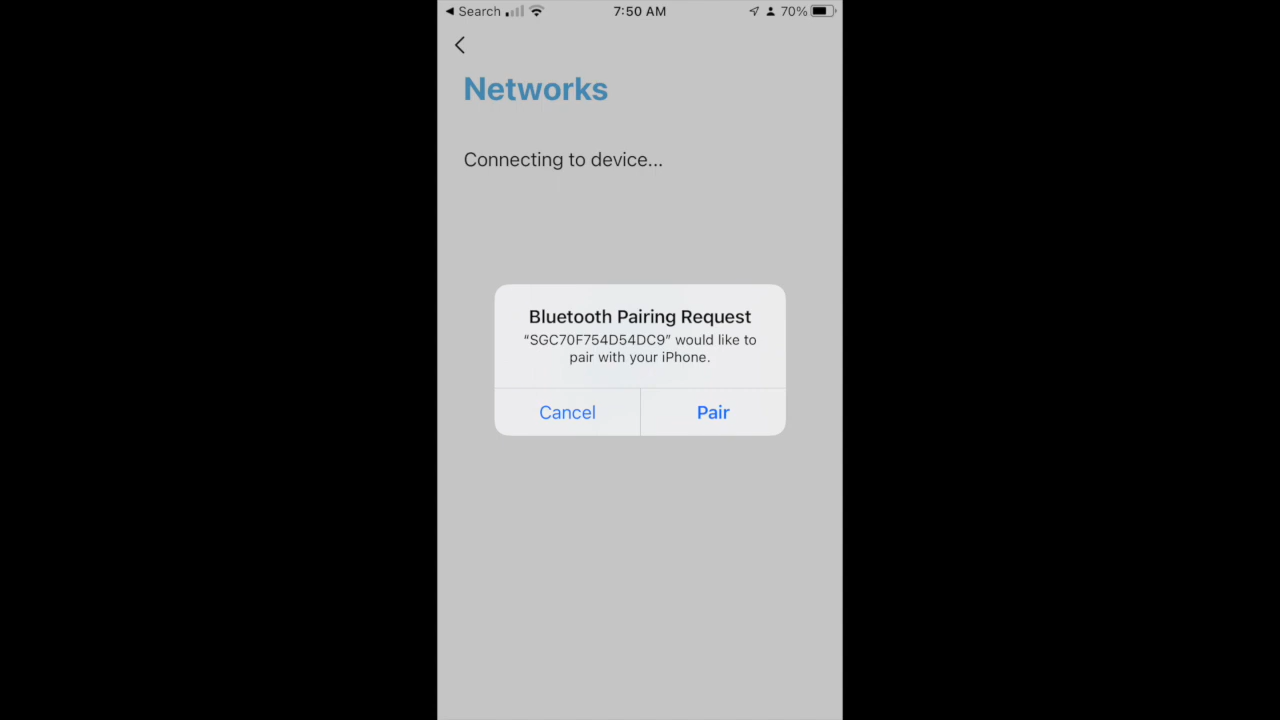 ◀ Search
7:50 AM
70%
Networks
Connecting to device...
Bluetooth Pairing Request
“SGC70F754D54DC9” would like to
pair with your iPhone.
Cancel
Pair